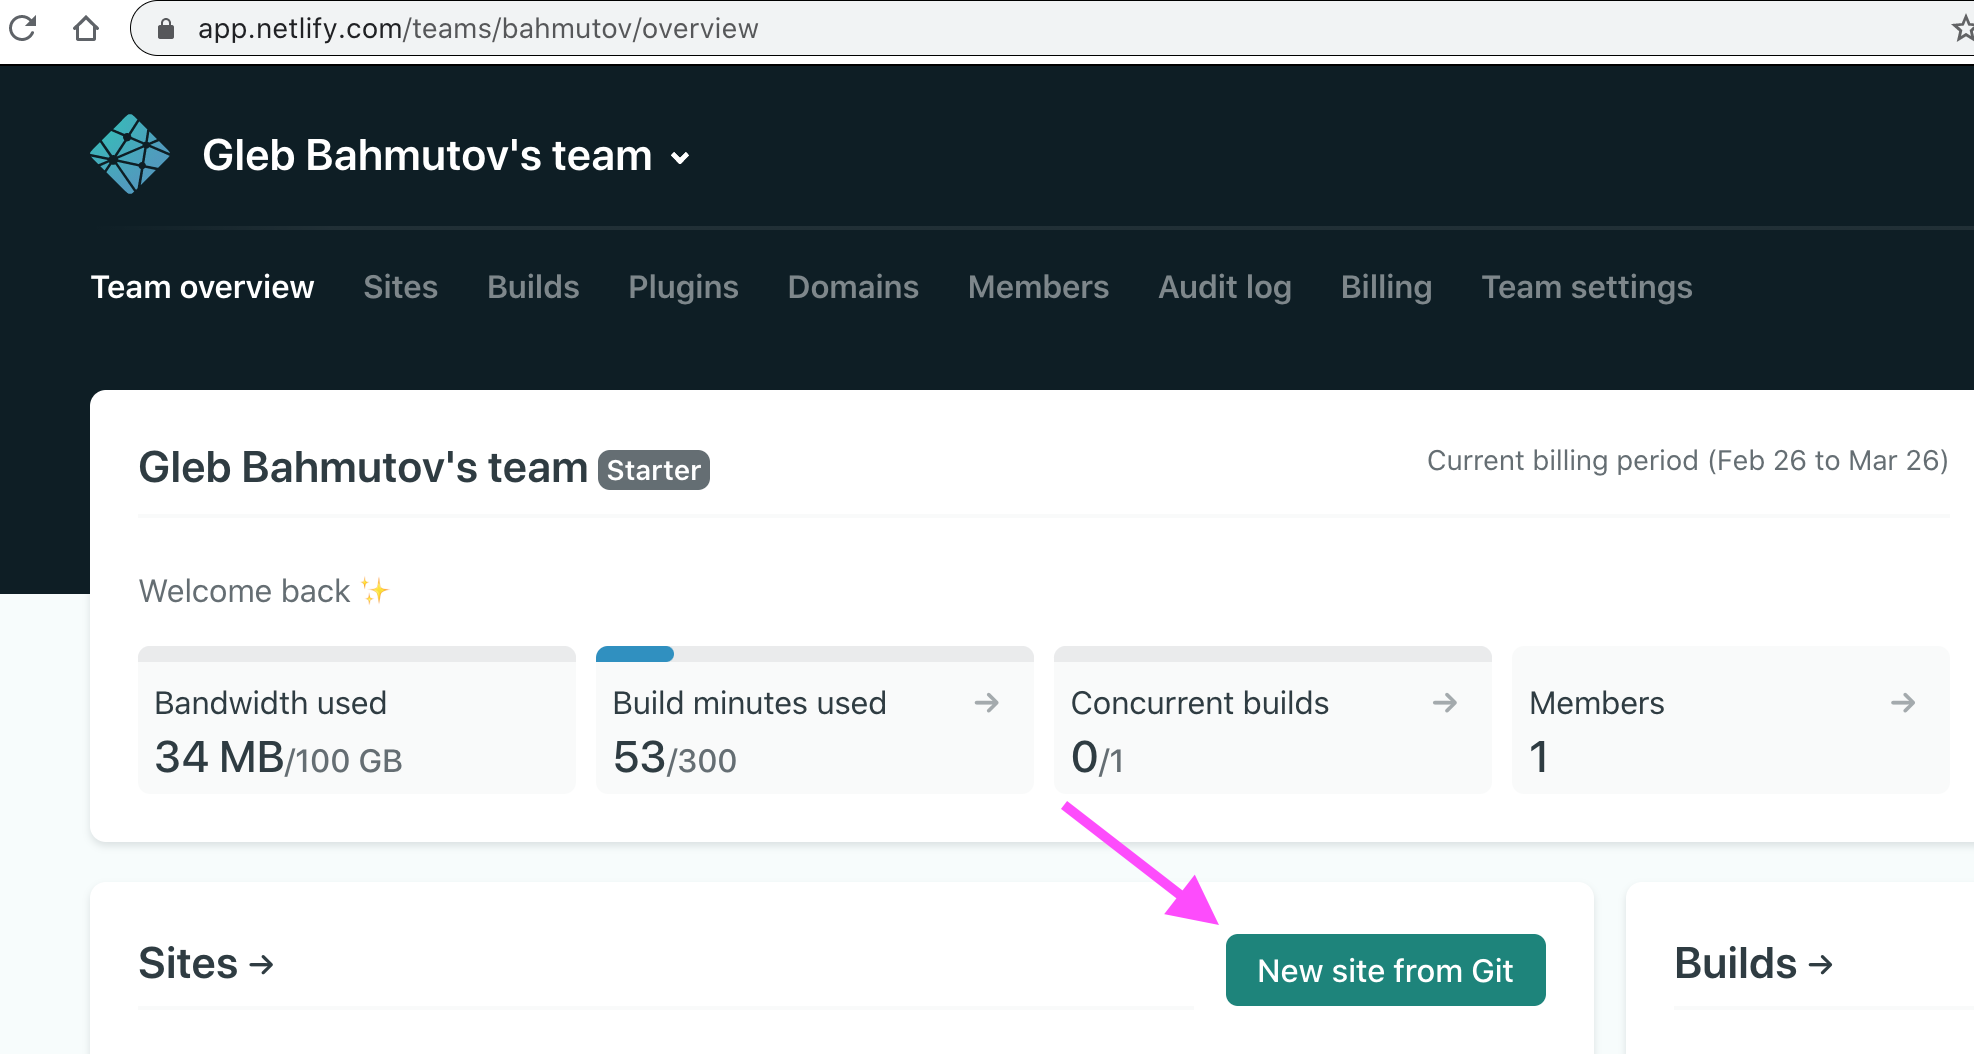 app.netlify.com/teams/bahmutov/overview
Gleb Bahmutov's team
Team overview Sites Builds Plugins Domains Members Audit log Billing Team settings
Gleb Bahmutov's team Starter
Current billing period (Feb 26 to Mar 26)
Welcome back ✨
Bandwidth used
34 MB/100 GB
Build minutes used →
53/300
Concurrent builds →
0/1
Members →
1
Sites →
New site from Git
Builds →